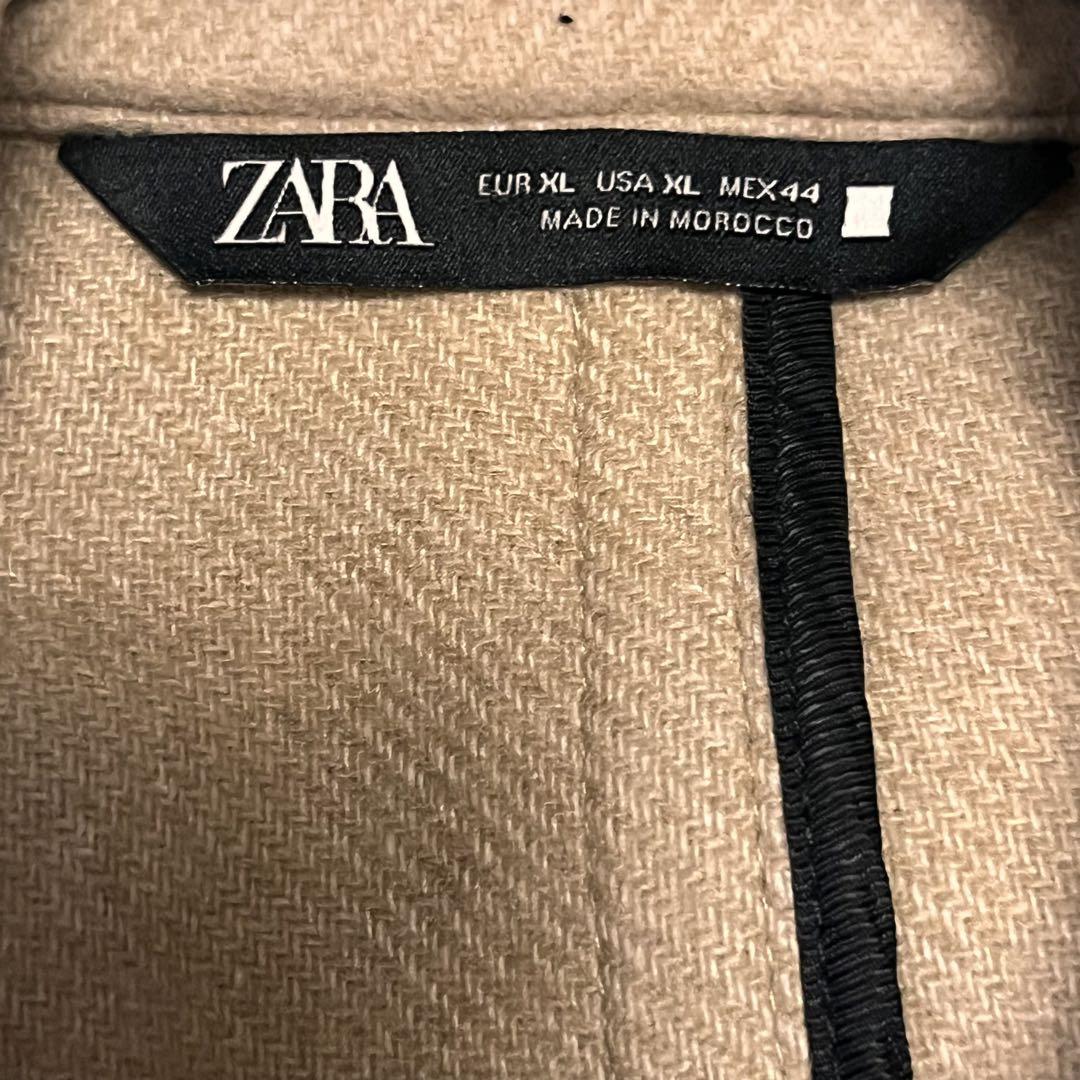 ZARA
EUR XL USA XL MEX 44
MADE IN MOROCCO